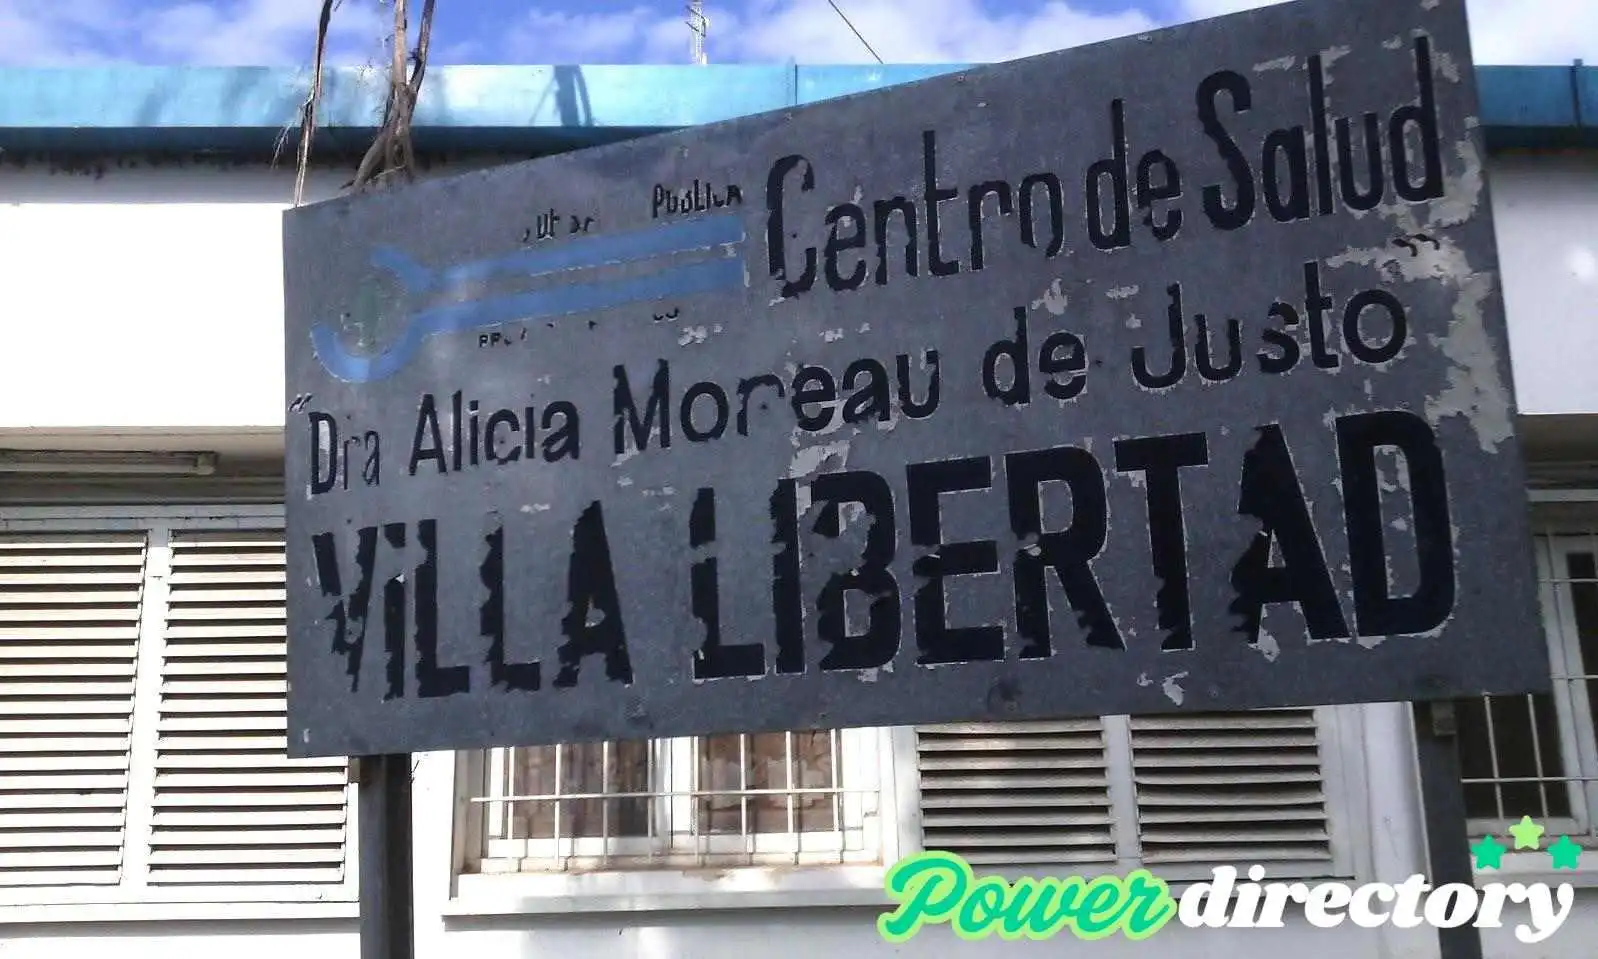 PUBLICA
Centro de Salud
"Dra Alicia Moreau de Justo"
VILLA LIBERTAD
Powerdirectory